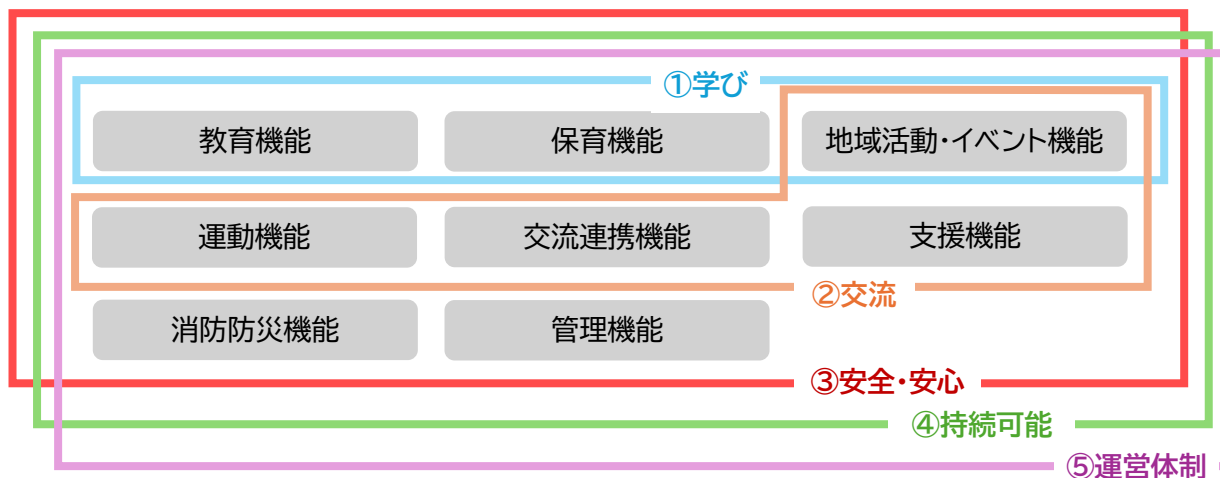 ①学び
教育機能
保育機能
地域活動・イベント機能
運動機能
交流連携機能
支援機能
②交流
消防防災機能
管理機能
③安全・安心
④持続可能
⑤運営体制